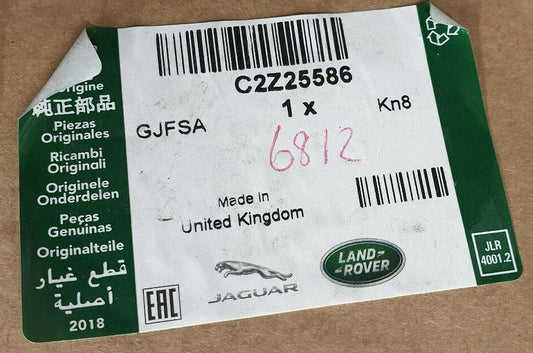 Origine
純正部品
Piezas
Originales
Ricambi
Originali
Originele
Onderdelen
Peças
Genuinas
Originalteile
قطع غيار
أصلية
2018
C2Z25586
1 x
Kn8
GJFSA
6812
Made In
United Kingdom
EAC
JAGUAR
LAND-
-ROVER
JLR
4001.2